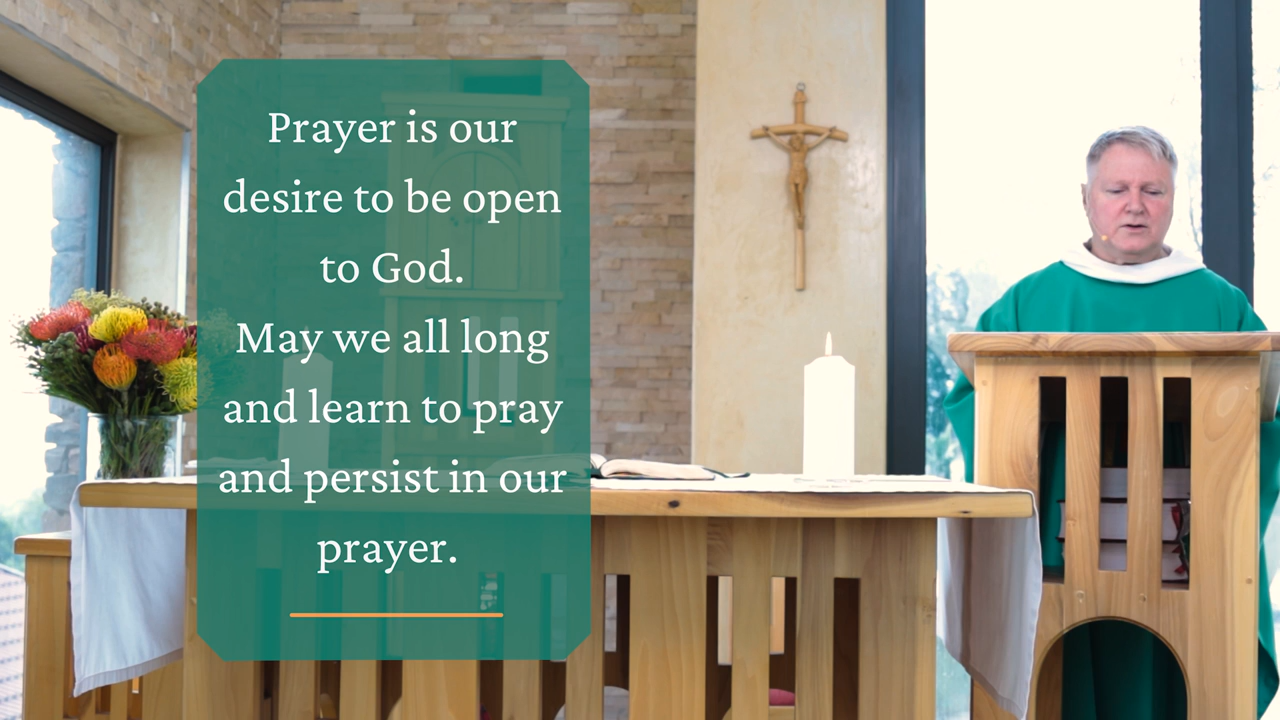 Prayer is our
desire to be open
to God.
May we all long
and learn to pray
and persist in our
prayer.